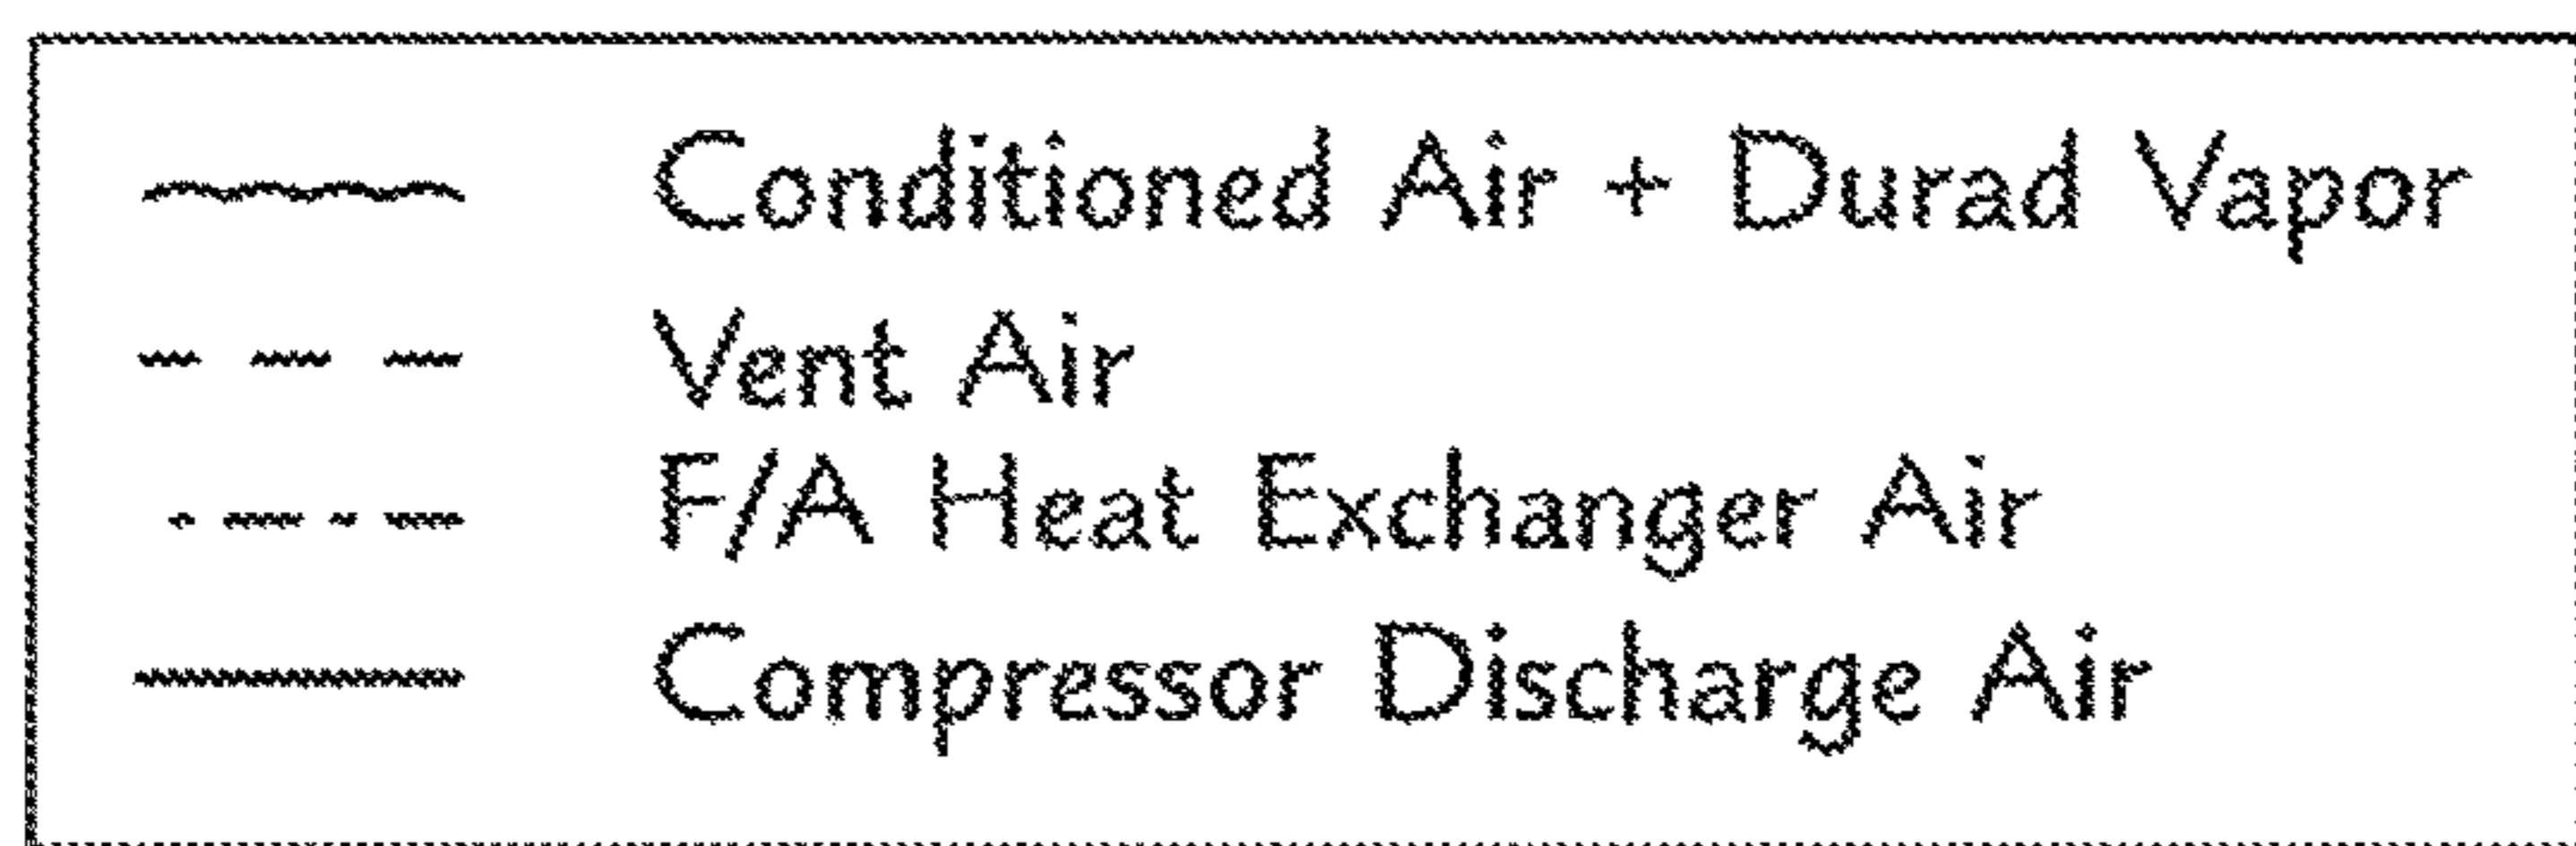 Conditioned Air + Durad Vapor
Vent Air
F/A Heat Exchanger Air
Compressor Discharge Air